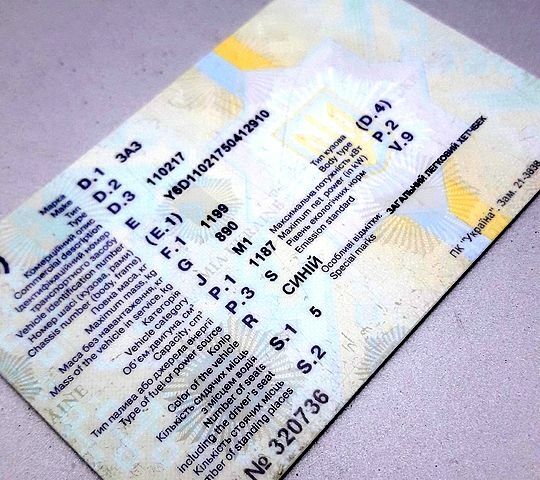 Марка D.1 ЗАЗ
Тип D.2
Комерційний опис D.3 110217
Commercial description
Ідентифікаційний номер E Y6D11021750412910
транспортного засобу
Vehicle identification number
Номер шасі (кузова, рами) (E.1)
Chassis number (body, frame)
Повна маса, кг F.1 1199
Maximum mass, kg
Маса без навантаження, кг G 890
Mass of the vehicle in service, kg
Категорія J M1
Vehicle category
Об'єм двигуна, см³ P.1 1187
Capacity, cm³
Тип палива або джерела енергії P.3 S
Type of fuel or power source
Колір R СИНІЙ
Color of the vehicle
Кількість сидячих місць S.1 5
з місцем водія
Number of seats
including the driver's seat
Кількість стоячих місць S.2
number of standing places
№ 320736
Тип кузова (D.4)
Body type
Максимальна потужність кВт P.2
Maximum net power (in kW)
Рівень екологічних норм V.9
Emission standard
Особливі відмітки: ЗАГАЛЬНИЙ ЛЕГКОВИЙ ХЕТЧБЕК
Special marks
ПК "Україна". Зам. 21-3838